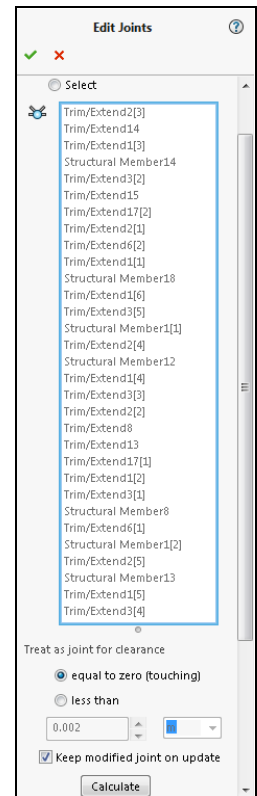 Edit Joints
Select
Trim/Extend2[3]
Trim/Extend14
Trim/Extend1[3]
Structural Member14
Trim/Extend3[2]
Trim/Extend15
Trim/Extend17[2]
Trim/Extend2[1]
Trim/Extend6[2]
Trim/Extend1[1]
Structural Member18
Trim/Extend1[6]
Trim/Extend3[5]
Structural Member1[1]
Trim/Extend2[4]
Structural Member12
Trim/Extend1[4]
Trim/Extend3[3]
Trim/Extend2[2]
Trim/Extend8
Trim/Extend13
Trim/Extend17[1]
Trim/Extend1[2]
Trim/Extend3[1]
Structural Member8
Trim/Extend6[1]
Structural Member1[2]
Trim/Extend2[5]
Structural Member13
Trim/Extend1[5]
Trim/Extend3[4]
Treat as joint for clearance
equal to zero (touching)
less than
0.002 m
Keep modified joint on update
Calculate